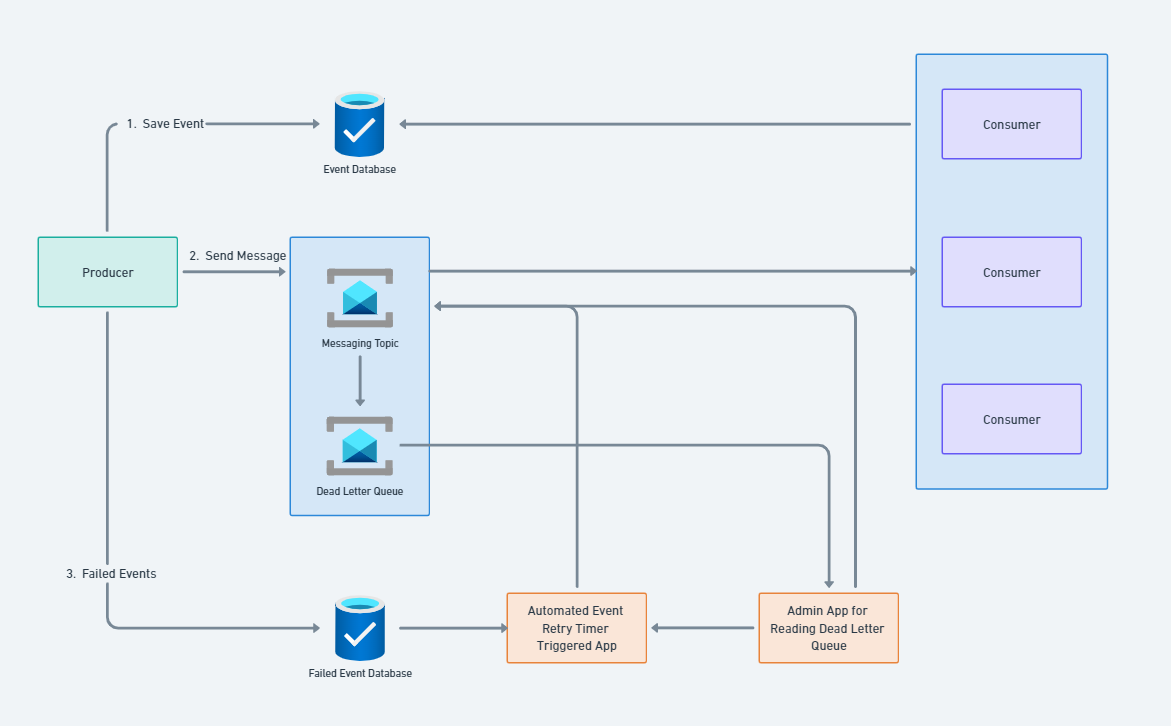 1. Save Event
Event Database
Consumer
Producer
2. Send Message
Messaging Topic
Consumer
Dead Letter Queue
Consumer
3. Failed Events
Failed Event Database
Automated Event
Retry Timer
Triggered App
Admin App for
Reading Dead Letter
Queue